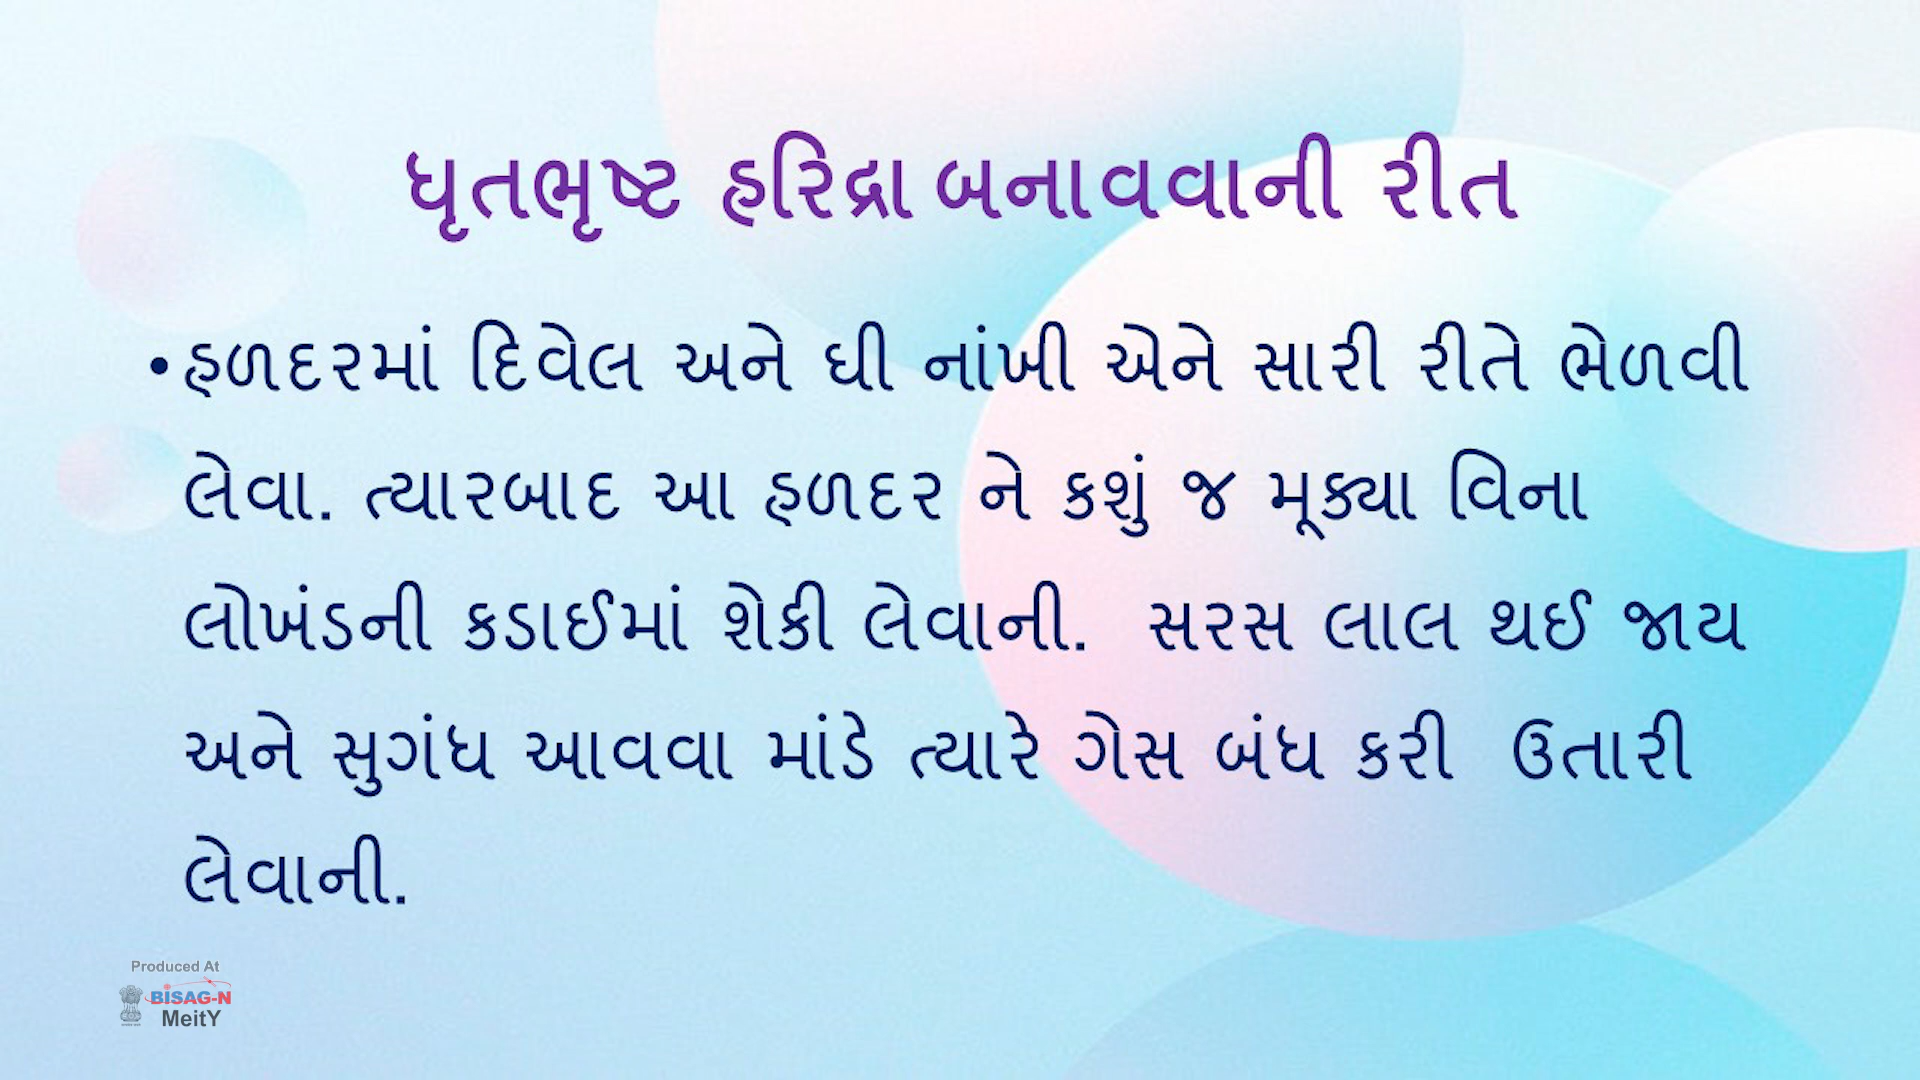 ધૃતભૃષ્ટ હરિદ્રા બનાવવાની રીત
• હળદરમાં દિવેલ અને ઘી નાંખી એને સારી રીતે ભેળવી
લેવા. ત્યારબાદ આ હળદર ને કશું જ મૂક્યા વિના
લોખંડની કડાઈમાં શેકી લેવાની. સરસ લાલ થઈ જાય
અને સુગંધ આવવા માંડે ત્યારે ગેસ બંધ કરી ઉતારી
લેવાની.
Produced At
BISAG-N
MeitY